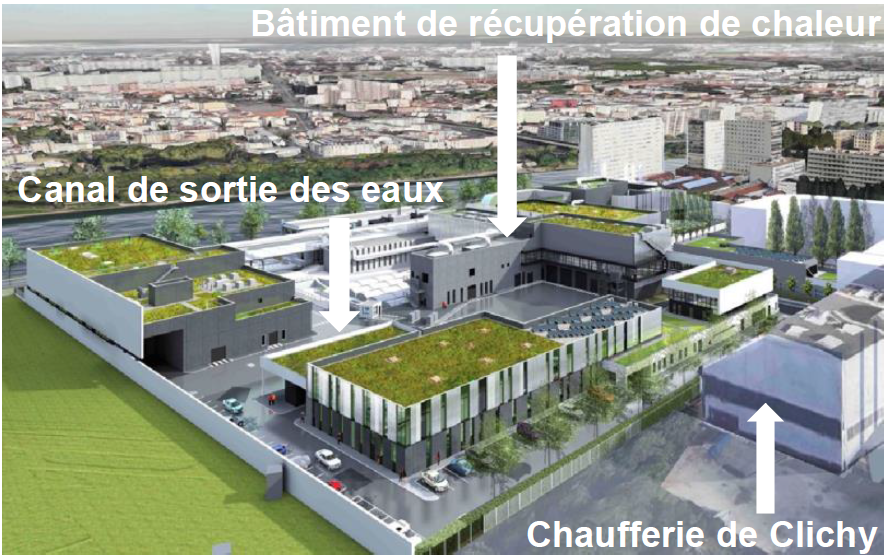 Bâtiment de récupération de chaleur
Canal de sortie des eaux
Chaufferie de Clichy